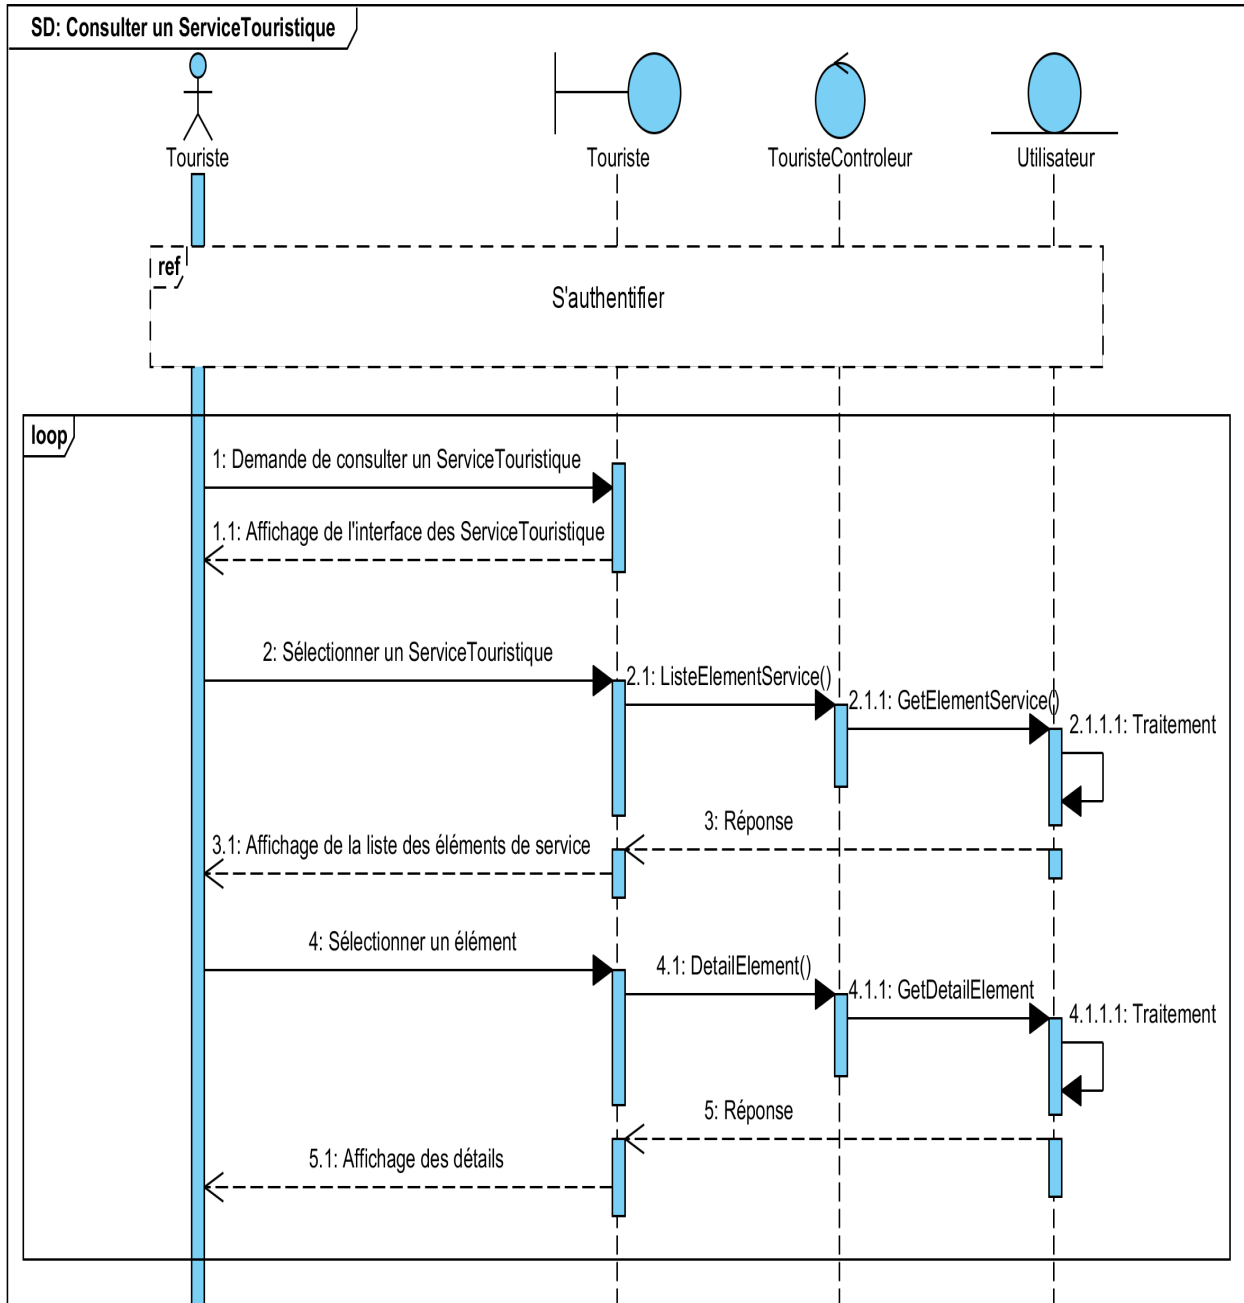 SD: Consulter un ServiceTouristique
Touriste
Touriste
TouristeControleur
Utilisateur
ref
S'authentifier
loop
1: Demande de consulter un ServiceTouristique
1.1: Affichage de l'interface des ServiceTouristique
2: Sélectionner un ServiceTouristique
2.1: ListeElementService()
2.1.1: GetElementService()
2.1.1.1: Traitement
3: Réponse
3.1: Affichage de la liste des éléments de service
4: Sélectionner un élément
4.1: DetailElement()
4.1.1: GetDetailElement
4.1.1.1: Traitement
5: Réponse
5.1: Affichage des détails